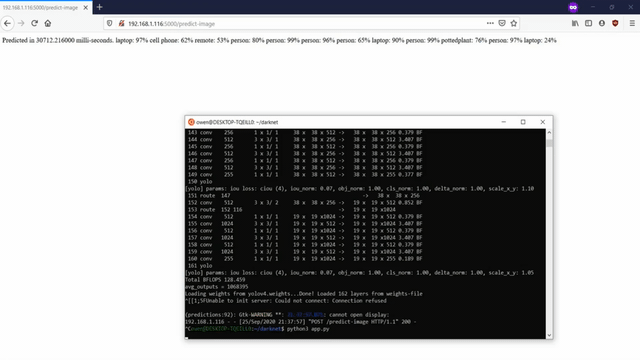 192.168.1.116:5000/predict-image
192.168.1.116:5000/predict-image
Predicted in 30712.216000 milli-seconds. laptop: 97% cell phone: 62% remote: 53% person: 80% person: 99% person: 96% person: 65% laptop: 90% person: 99% pottedplant: 76% person: 97% laptop: 24%
owen@DESKTOP-TQEILL0: ~/darknet
143 conv 256 1 x 1/ 1 38 x 38 x 512 -> 38 x 38 x 256 0.379 BF
144 conv 512 3 x 3/ 1 38 x 38 x 256 -> 38 x 38 x 512 3.407 BF
145 conv 256 1 x 1/ 1 38 x 38 x 512 -> 38 x 38 x 256 0.379 BF
146 conv 512 3 x 3/ 1 38 x 38 x 256 -> 38 x 38 x 512 3.407 BF
147 conv 256 1 x 1/ 1 38 x 38 x 512 -> 38 x 38 x 256 0.379 BF
148 conv 512 3 x 3/ 1 38 x 38 x 256 -> 38 x 38 x 512 3.407 BF
149 conv 255 1 x 1/ 1 38 x 38 x 512 -> 38 x 38 x 255 0.377 BF
150 yolo
[yolo] params: iou loss: ciou (4), iou_norm: 0.07, obj_norm: 1.00, cls_norm: 1.00, delta_norm: 1.00, scale_x_y: 1.10
151 route 147 -> 38 x 38 x 256
152 conv 512 3 x 3/ 2 38 x 38 x 256 -> 19 x 19 x 512 0.852 BF
153 route 152 116 -> 19 x 19 x1024
154 conv 512 1 x 1/ 1 19 x 19 x1024 -> 19 x 19 x 512 0.379 BF
155 conv 1024 3 x 3/ 1 19 x 19 x 512 -> 19 x 19 x1024 3.407 BF
156 conv 512 1 x 1/ 1 19 x 19 x1024 -> 19 x 19 x 512 0.379 BF
157 conv 1024 3 x 3/ 1 19 x 19 x 512 -> 19 x 19 x1024 3.407 BF
158 conv 512 1 x 1/ 1 19 x 19 x1024 -> 19 x 19 x 512 0.379 BF
159 conv 1024 3 x 3/ 1 19 x 19 x 512 -> 19 x 19 x1024 3.407 BF
160 conv 255 1 x 1/ 1 19 x 19 x1024 -> 19 x 19 x 255 0.189 BF
161 yolo
[yolo] params: iou loss: ciou (4), iou_norm: 0.07, obj_norm: 1.00, cls_norm: 1.00, delta_norm: 1.00, scale_x_y: 1.05
Total BFLOPS 128.459
avg_outputs = 1068395
Loading weights from yolov4.weights...Done! Loaded 162 layers from weights-file
^[[1;5FUnable to init server: Could not connect: Connection refused
(predictions:92): Gtk-WARNING **: cannot open display:
192.168.1.116 - - [25/Sep/2020 21:37:57] "POST /predict-image HTTP/1.1" 200 -
^Cowen@DESKTOP-TQEILL0:~/darknet$ python3 app.py